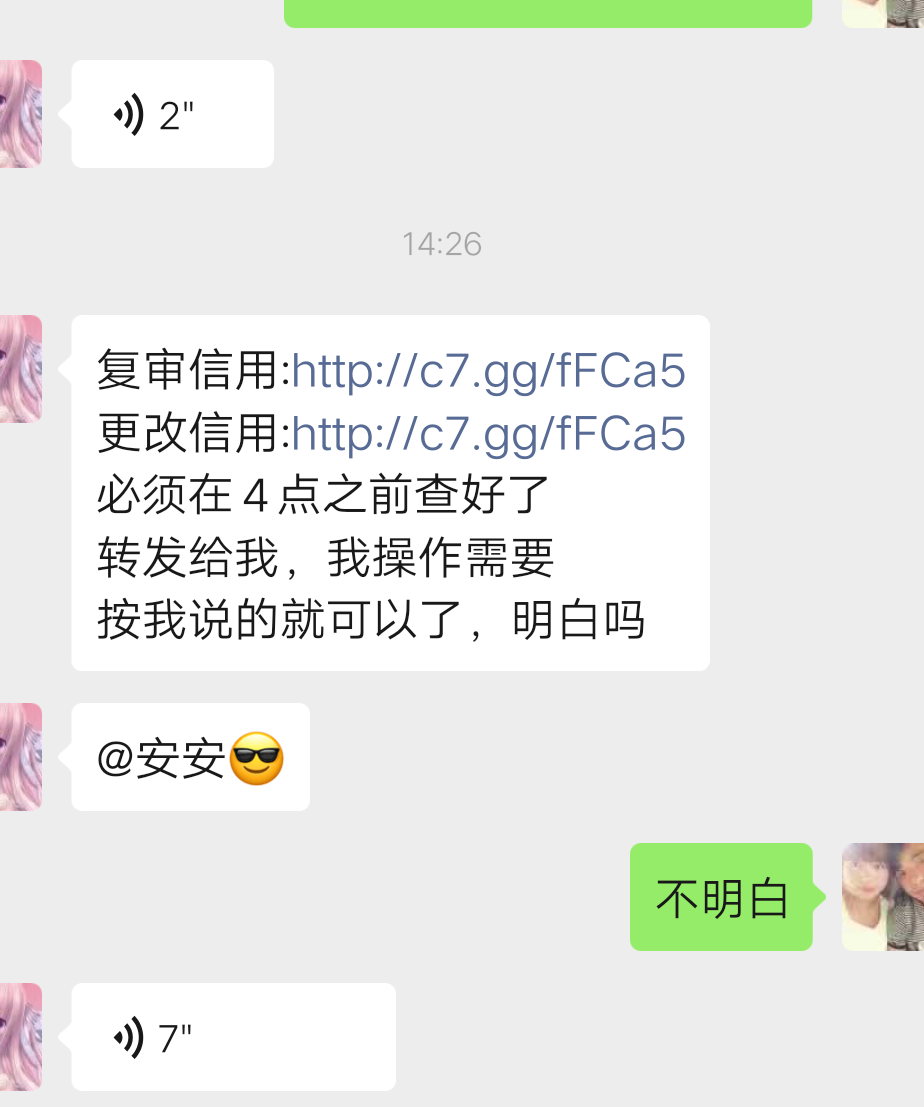 2"
14:26
复审信用:http://c7.gg/fFCa5
更改信用:http://c7.gg/fFCa5
必须在4点之前查好了
转发给我，我操作需要
按我说的就可以了，明白吗
@安安😎
不明白
7"